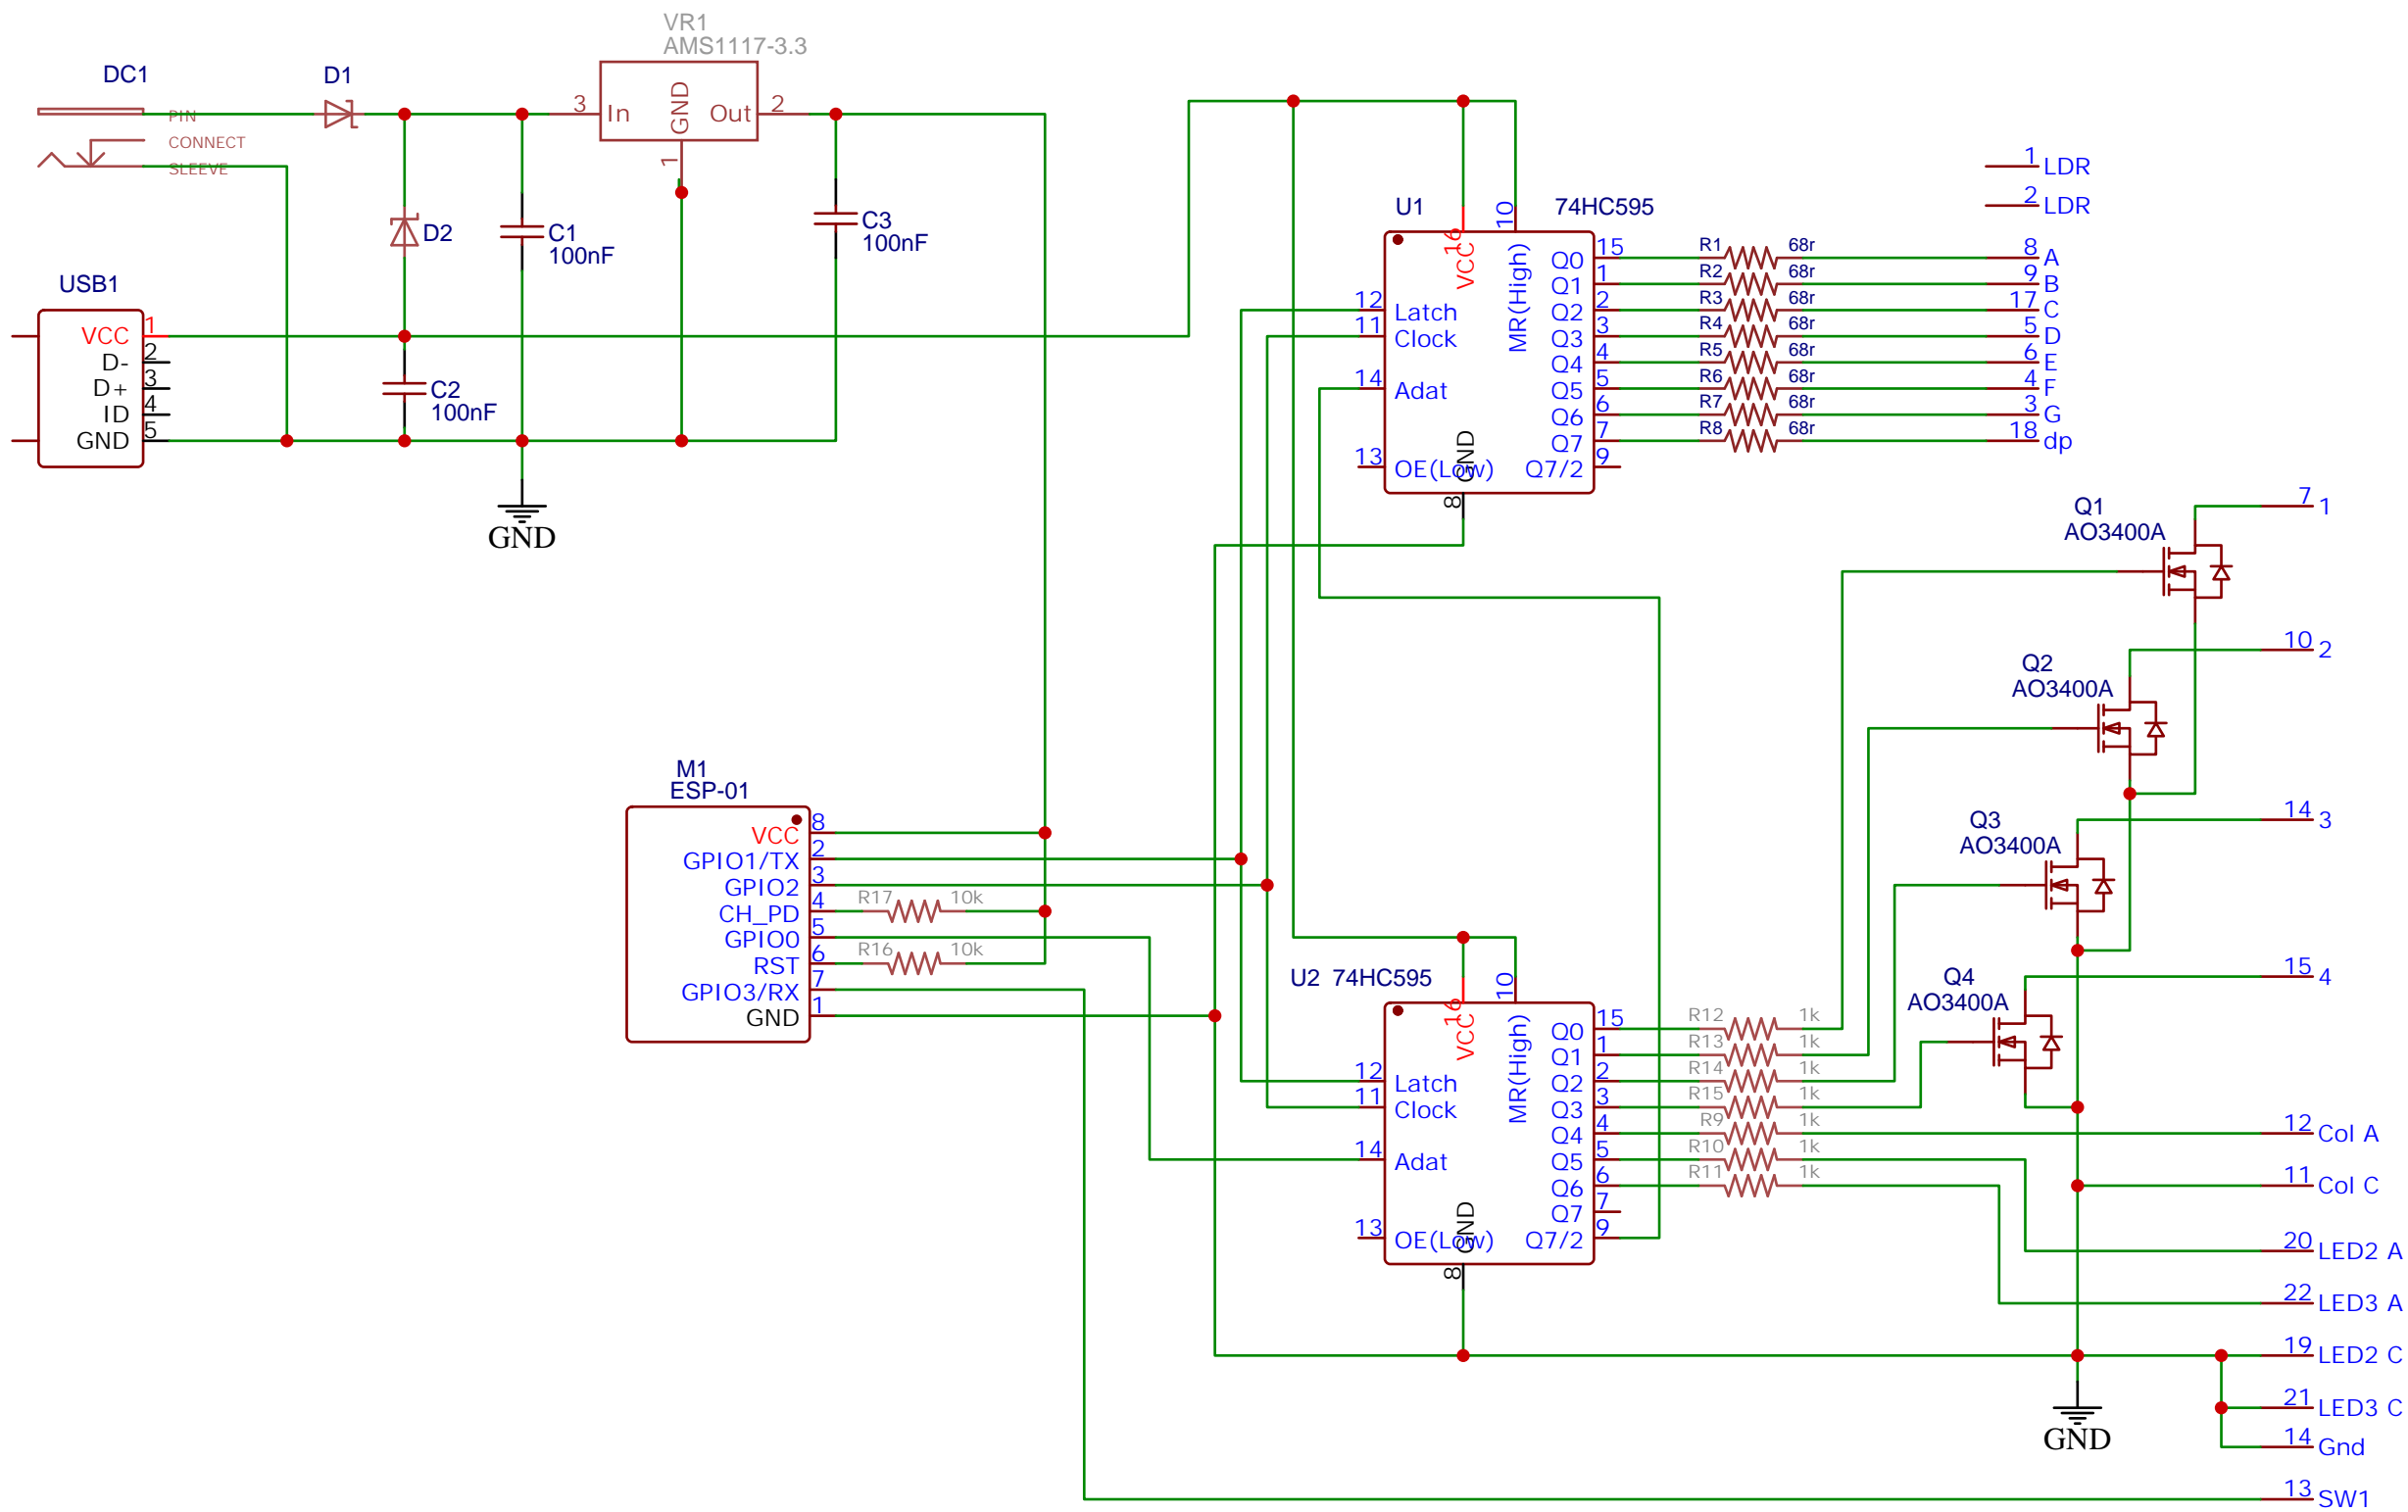 VR1
AMS1117-3.3
DC1
D1
PIN
CONNECT
SLEEVE
3 In
GND
Out 2
1
D2
C1
100nF
C3
100nF
USB1
VCC 1
D- 2
D+ 3
ID 4
GND 5
C2
100nF
GND
U1
74HC595
16
VCC
10
MR(High)
12 Latch
11 Clock
14 Adat
13 OE(Low)
GND
8
Q0 15
Q1 1
Q2 2
Q3 3
Q4 4
Q5 5
Q6 6
Q7 7
Q7/2 9
R1 68r
R2 68r
R3 68r
R4 68r
R5 68r
R6 68r
R7 68r
R8 68r
1 LDR
2 LDR
8 A
9 B
17 C
5 D
6 E
4 F
3 G
18 dp
Q1
AO3400A
7 1
Q2
AO3400A
10 2
Q3
AO3400A
14 3
Q4
AO3400A
15 4
M1
ESP-01
VCC 8
GPIO1/TX 2
GPIO2 3
CH_PD 4
GPIO0 5
RST 6
GPIO3/RX 7
GND 1
R17 10k
R16 10k
U2 74HC595
16
VCC
10
MR(High)
12 Latch
11 Clock
14 Adat
13 OE(Low)
GND
8
Q0 15
Q1 1
Q2 2
Q3 3
Q4 4
Q5 5
Q6 6
Q7 7
Q7/2 9
R12 1k
R13 1k
R14 1k
R15 1k
R9 1k
R10 1k
R11 1k
12 Col A
11 Col C
20 LED2 A
22 LED3 A
19 LED2 C
21 LED3 C
14 Gnd
13 SW1
GND